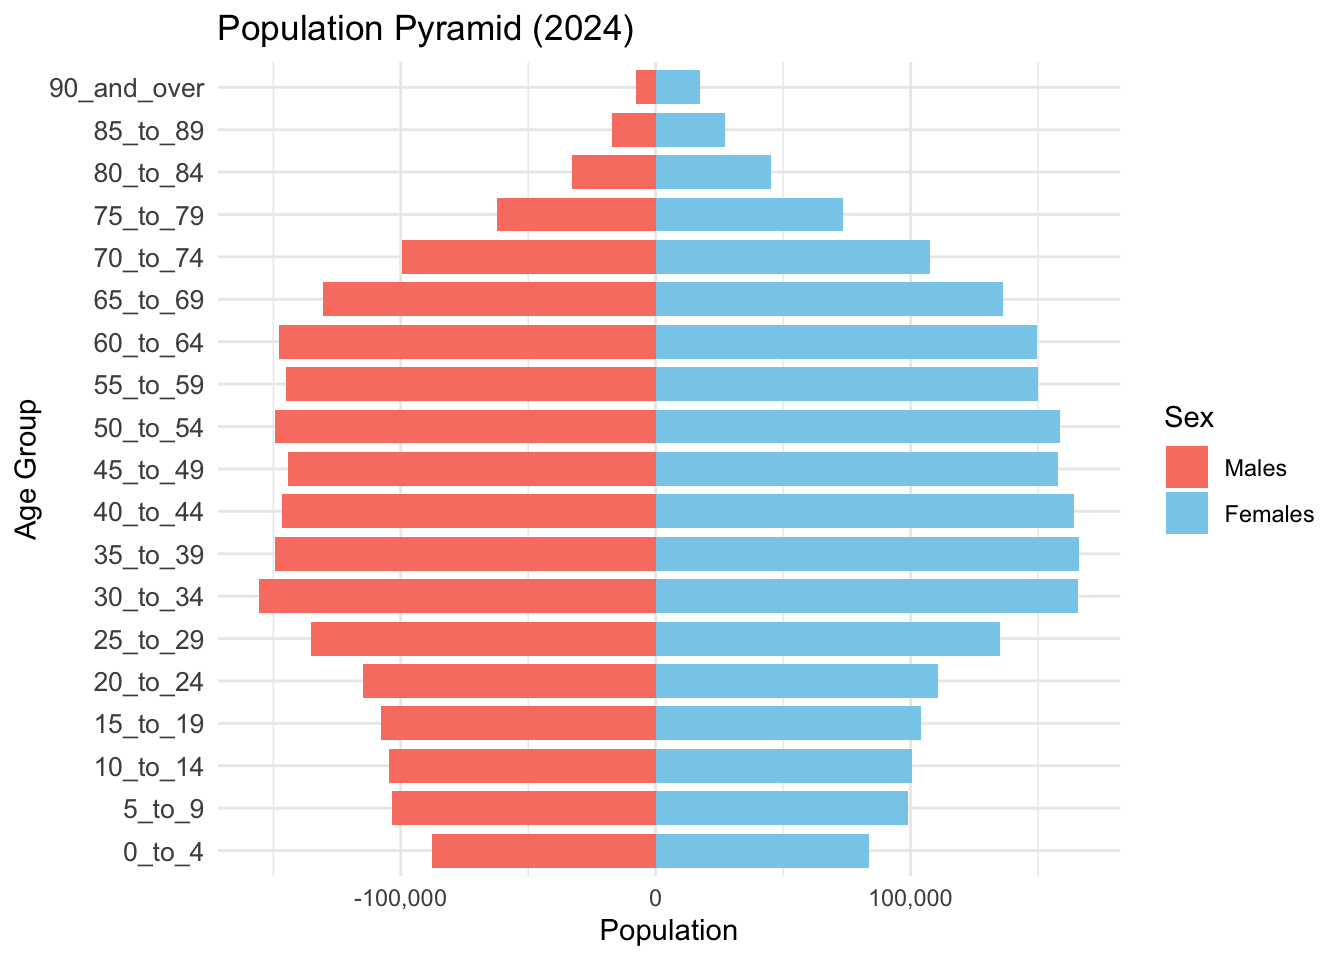 Population Pyramid (2024)
90_and_over
85_to_89
80_to_84
75_to_79
70_to_74
65_to_69
60_to_64
55_to_59
50_to_54
45_to_49
40_to_44
35_to_39
30_to_34
25_to_29
20_to_24
15_to_19
10_to_14
5_to_9
0_to_4
Age Group
-100,000
0
100,000
Population
Sex
Males
Females